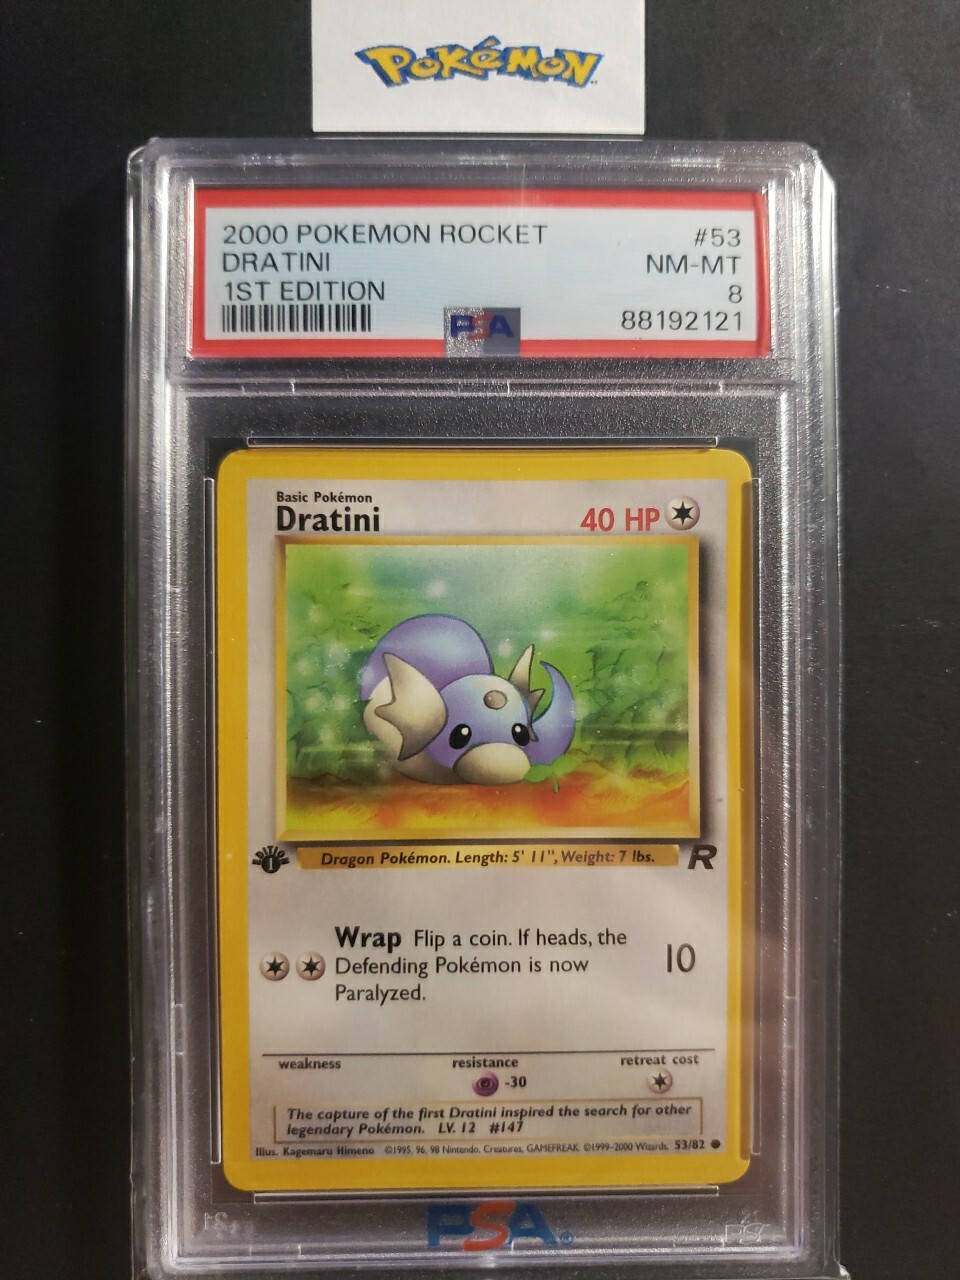 POKéMON
2000 POKEMON ROCKET #53
DRATINI NM-MT
1ST EDITION 8
PSA 88192121
Basic Pokémon
Dratini 40 HP
EDITION
1
Dragon Pokémon. Length: 5' 11", Weight: 7 lbs. R
Wrap Flip a coin. If heads, the
Defending Pokémon is now 10
Paralyzed.
weakness resistance retreat cost
-30
The capture of the first Dratini inspired the search for other
legendary Pokémon. LV. 12 #147
Illus. Kagemaru Himeno ©1995, 96, 98 Nintendo, Creatures, GAMEFREAK. ©1999-2000 Wizards. 53/82
PSA